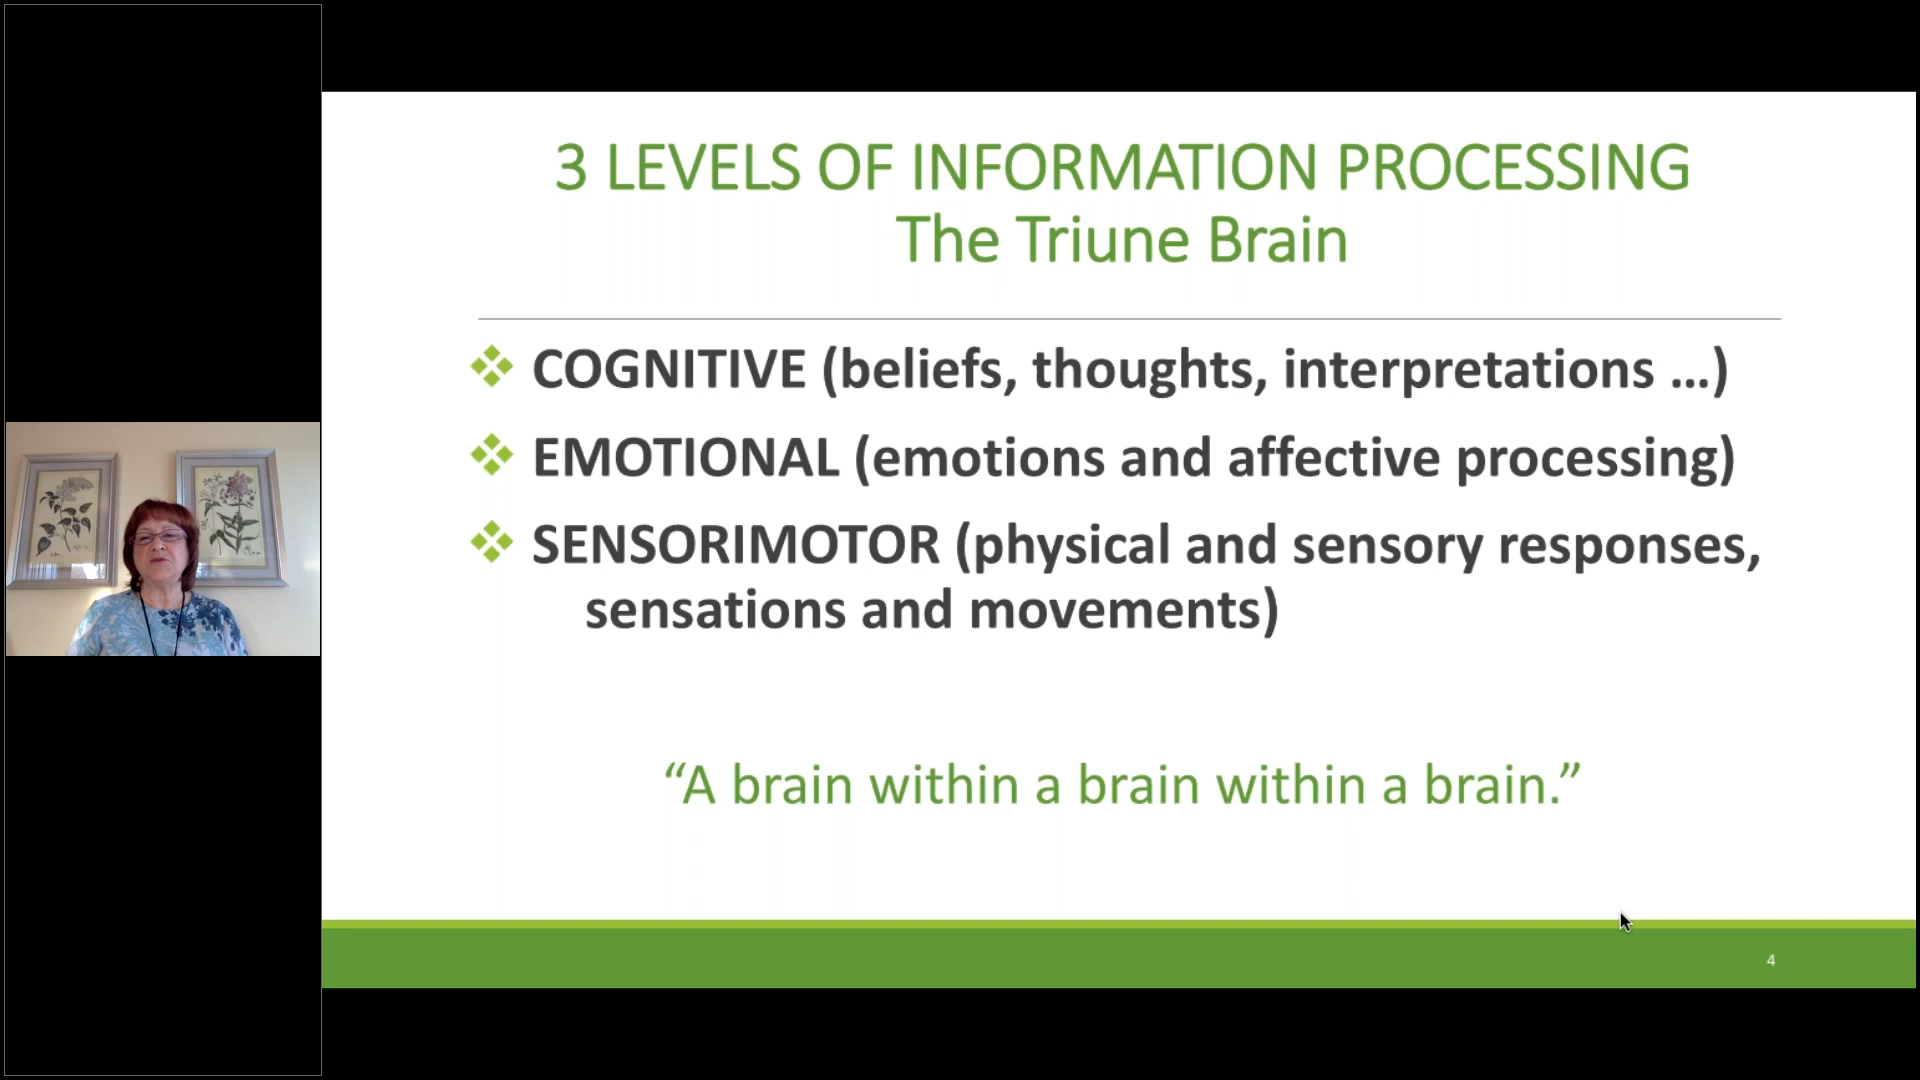 3 LEVELS OF INFORMATION PROCESSING
The Triune Brain
COGNITIVE (beliefs, thoughts, interpretations ...)
EMOTIONAL (emotions and affective processing)
SENSORIMOTOR (physical and sensory responses,
sensations and movements)
“A brain within a brain within a brain.”
4